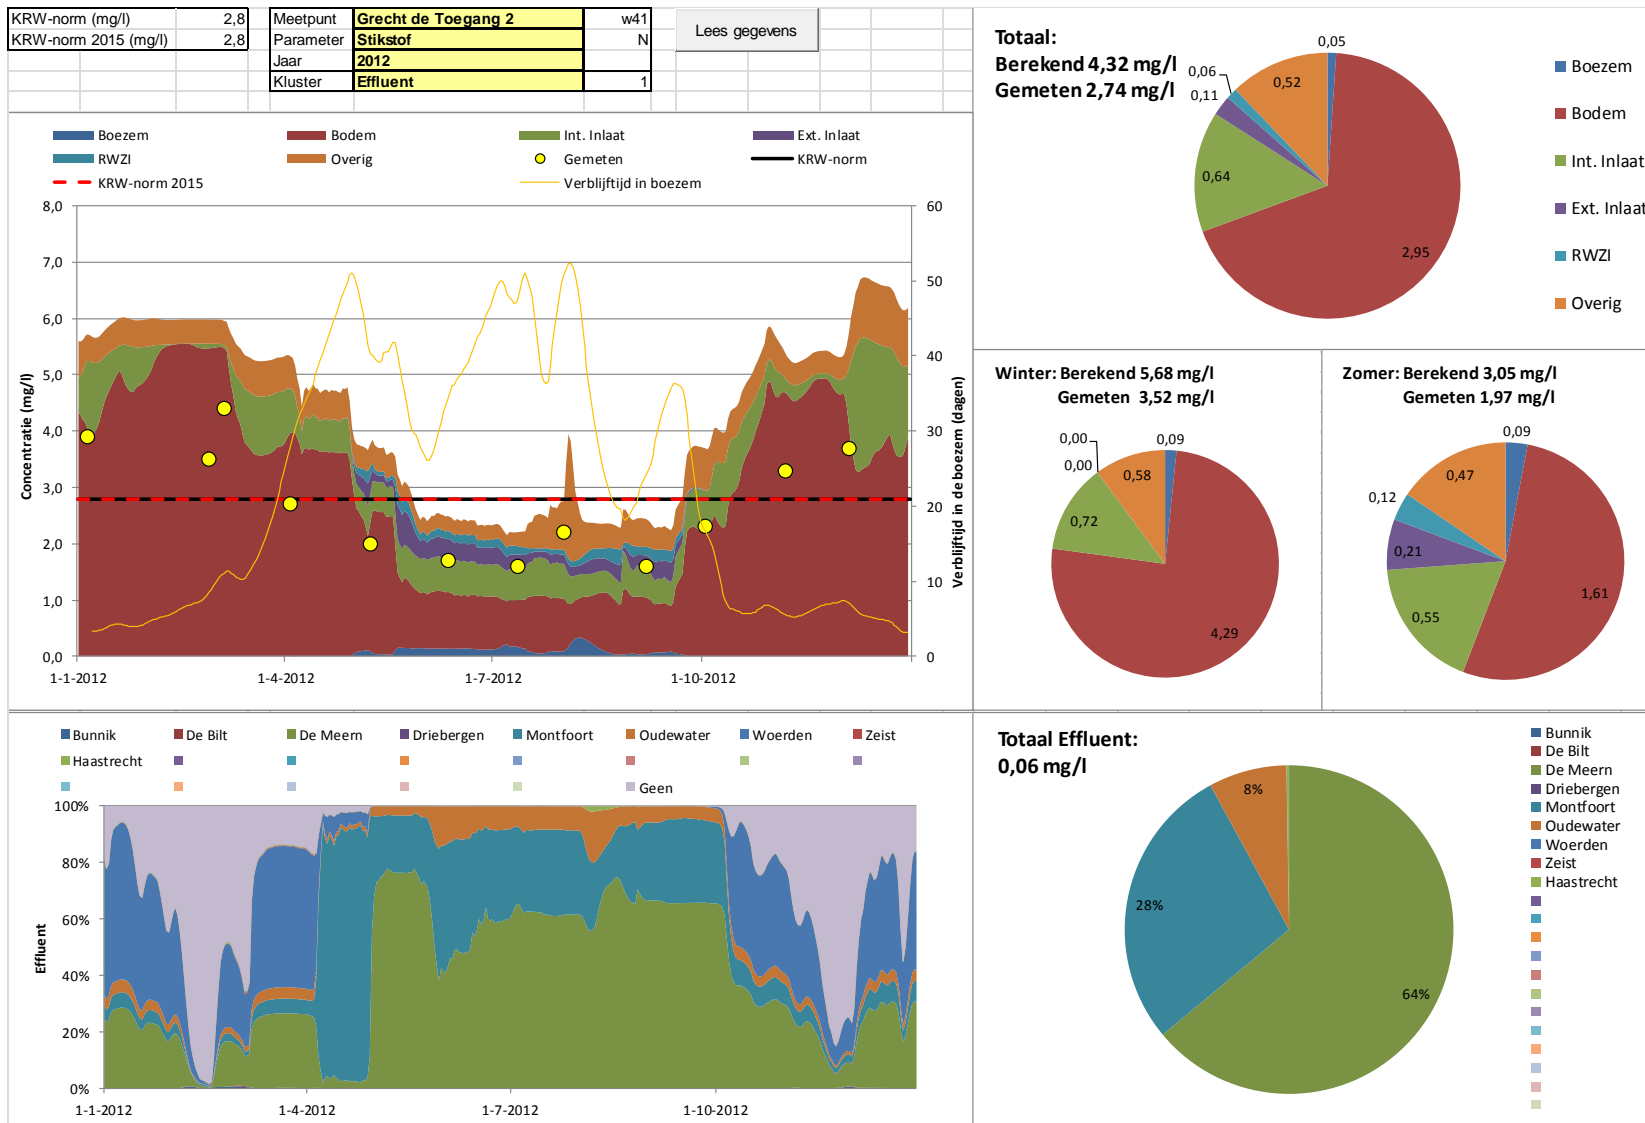 KRW-norm (mg/l) 2,8
KRW-norm 2015 (mg/l) 2,8
Meetpunt Grecht de Toegang 2 w41
Parameter Stikstof N
Jaar 2012
Kluster Effluent 1
Lees gegevens
Boezem Bodem Int. Inlaat Ext. Inlaat
RWZI Overig Gemeten KRW-norm
KRW-norm 2015 Verblijftijd in boezem
Concentratie (mg/l)
8,0
7,0
6,0
5,0
4,0
3,0
2,0
1,0
0,0
60
50
40
30
20
10
0
Verblijftijd in de boezem (dagen)
1-1-2012 1-4-2012 1-7-2012 1-10-2012
Totaal:
Berekend 4,32 mg/l
Gemeten 2,74 mg/l
0,05
0,06
0,11
0,52
0,64
2,95
Boezem
Bodem
Int. Inlaat
Ext. Inlaat
RWZI
Overig
Winter: Berekend 5,68 mg/l
Gemeten 3,52 mg/l
0,00
0,00
0,09
0,58
0,72
4,29
Zomer: Berekend 3,05 mg/l
Gemeten 1,97 mg/l
0,09
0,47
0,12
0,21
0,55
1,61
Bunnik De Bilt De Meern Driebergen Montfoort Oudewater Woerden Zeist
Haastrecht
Geen
Effluent
100%
80%
60%
40%
20%
0%
1-1-2012 1-4-2012 1-7-2012 1-10-2012
Totaal Effluent:
0,06 mg/l
8%
28%
64%
Bunnik
De Bilt
De Meern
Driebergen
Montfoort
Oudewater
Woerden
Zeist
Haastrecht